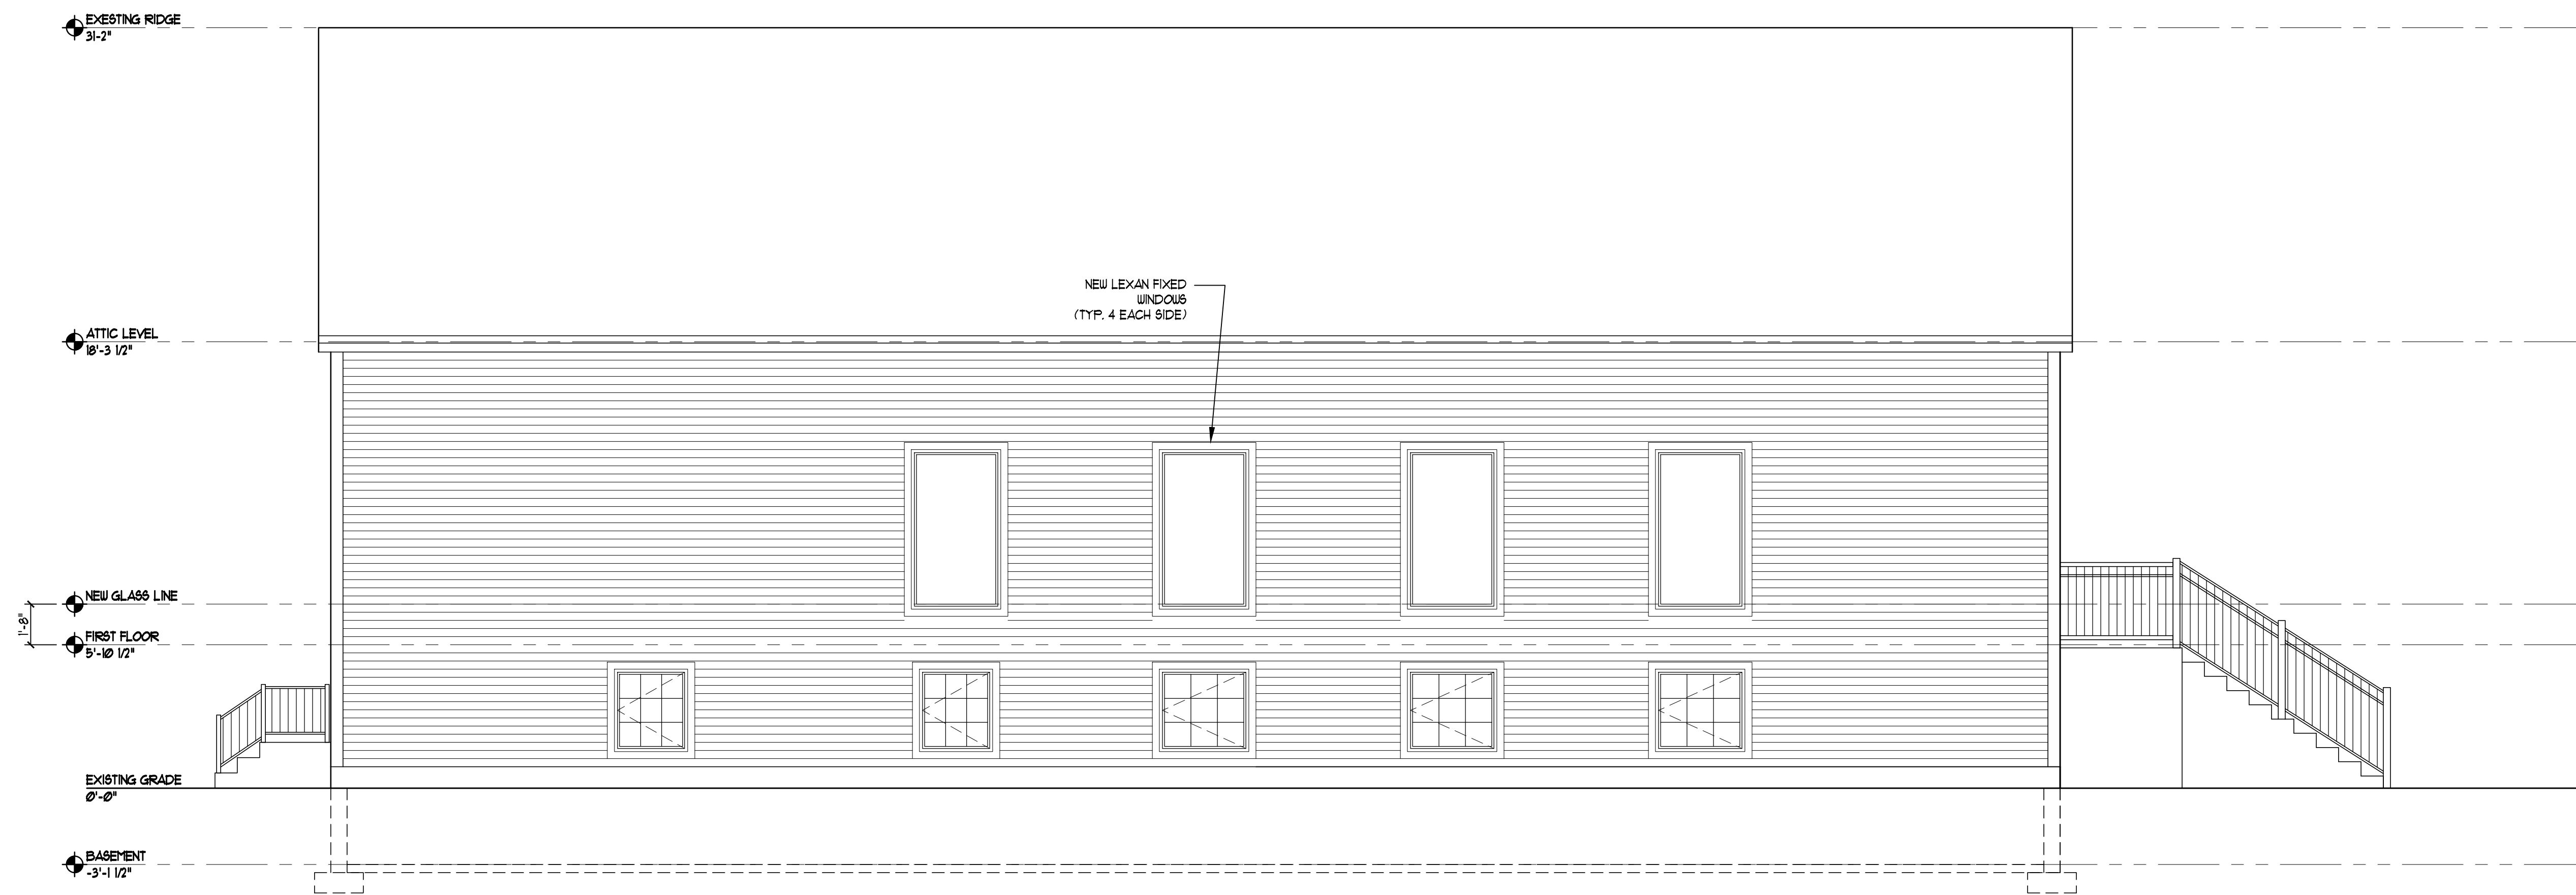 EXESTING RIDGE
31-2"
NEW LEXAN FIXED
WINDOWS
(TYP. 4 EACH SIDE)
ATTIC LEVEL
18'-3 1/2"
NEW GLASS LINE
1'-8"
FIRST FLOOR
5'-10 1/2"
EXISTING GRADE
0'-0"
BASEMENT
-3'-1 1/2"